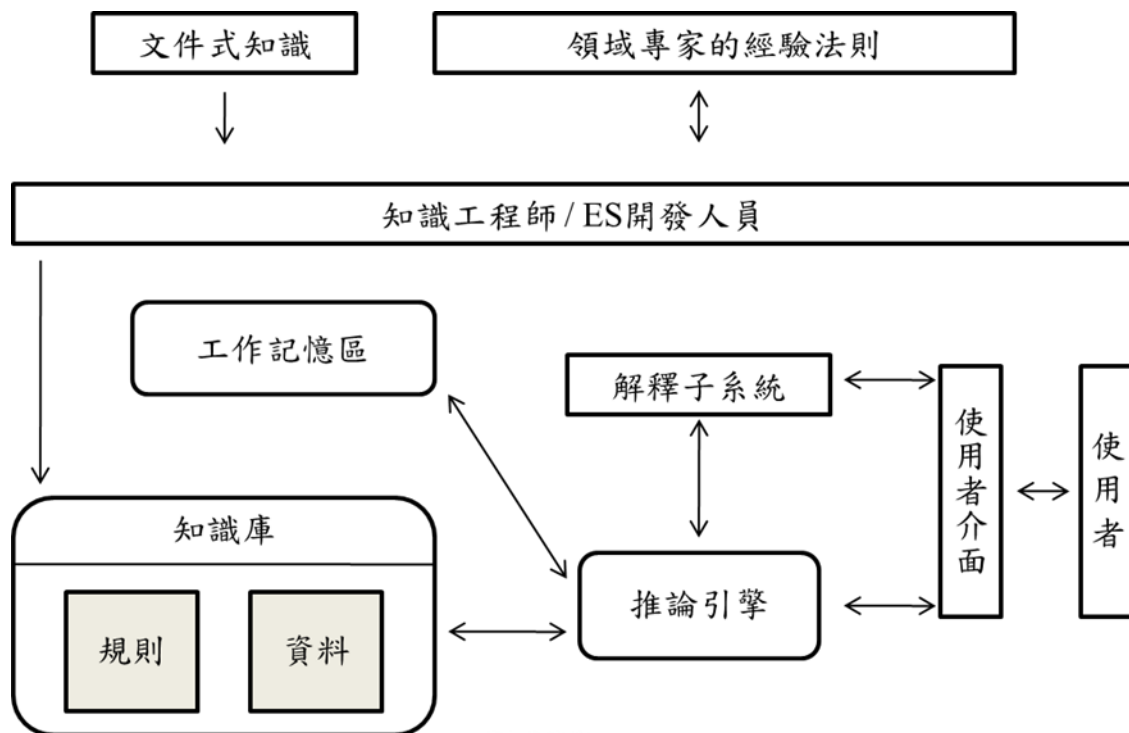 文件式知識
領域專家的經驗法則
知識工程師 / ES開發人員
工作記憶區
解釋子系統
使用者介面
使用者
知識庫
規則
資料
推論引擎